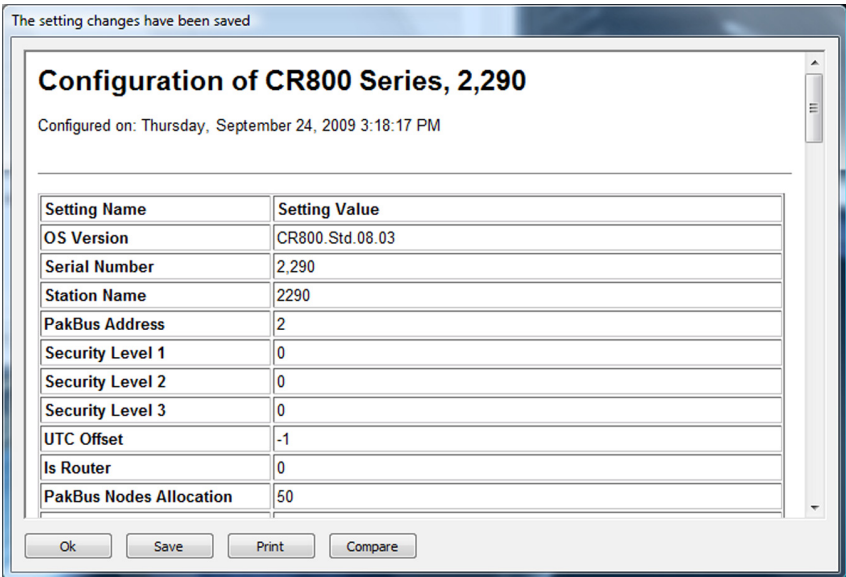 The setting changes have been saved
Configuration of CR800 Series, 2,290
Configured on: Thursday, September 24, 2009 3:18:17 PM
Setting Name Setting Value
OS Version CR800.Std.08.03
Serial Number 2,290
Station Name 2290
PakBus Address 2
Security Level 1 0
Security Level 2 0
Security Level 3 0
UTC Offset -1
Is Router 0
PakBus Nodes Allocation 50
Ok Save Print Compare